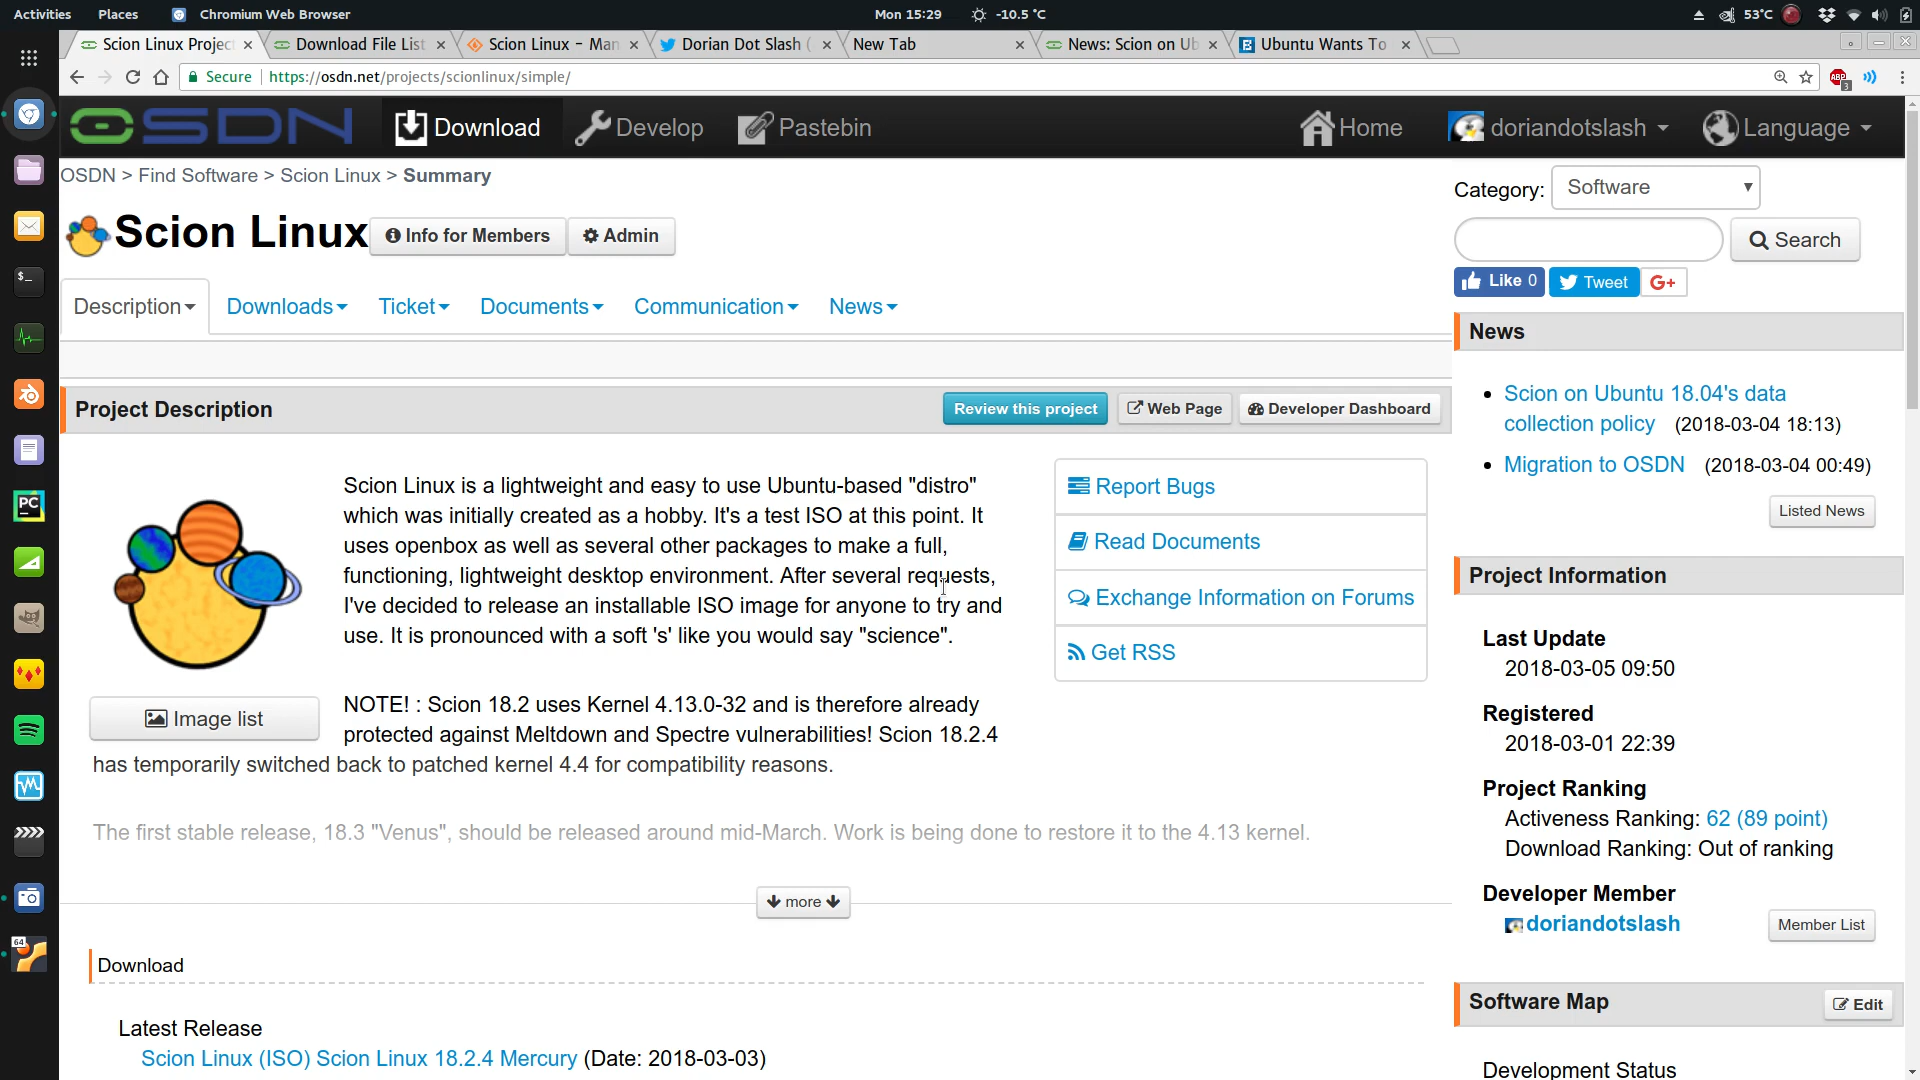 Activities Places Chromium Web Browser Mon 15:29 -10.5 °C 53°C
Scion Linux Projec Download File List Scion Linux – Man Dorian Dot Slash ( New Tab News: Scion on Ub Ubuntu Wants To
Secure https://osdn.net/projects/scionlinux/simple/
OSDN Download Develop Pastebin Home doriandotslash Language
OSDN > Find Software > Scion Linux > Summary
Category: Software
Scion Linux Info for Members Admin
Search
Like 0 Tweet G+
Description Downloads Ticket Documents Communication News
News
Scion on Ubuntu 18.04's data
collection policy (2018-03-04 18:13)
Migration to OSDN (2018-03-04 00:49)
Listed News
Project Description Review this project Web Page Developer Dashboard
Scion Linux is a lightweight and easy to use Ubuntu-based "distro"
which was initially created as a hobby. It's a test ISO at this point. It
uses openbox as well as several other packages to make a full,
functioning, lightweight desktop environment. After several requests,
I've decided to release an installable ISO image for anyone to try and
use. It is pronounced with a soft 's' like you would say "science".
NOTE! : Scion 18.2 uses Kernel 4.13.0-32 and is therefore already
protected against Meltdown and Spectre vulnerabilities! Scion 18.2.4
has temporarily switched back to patched kernel 4.4 for compatibility reasons.
The first stable release, 18.3 "Venus", should be released around mid-March. Work is being done to restore it to the 4.13 kernel.
Image list
Report Bugs
Read Documents
Exchange Information on Forums
Get RSS
more
Project Information
Last Update
2018-03-05 09:50
Registered
2018-03-01 22:39
Project Ranking
Activeness Ranking: 62 (89 point)
Download Ranking: Out of ranking
Developer Member
doriandotslash Member List
Software Map Edit
Development Status
Download
Latest Release
Scion Linux (ISO) Scion Linux 18.2.4 Mercury (Date: 2018-03-03)
$_
PC
64
ABP
3